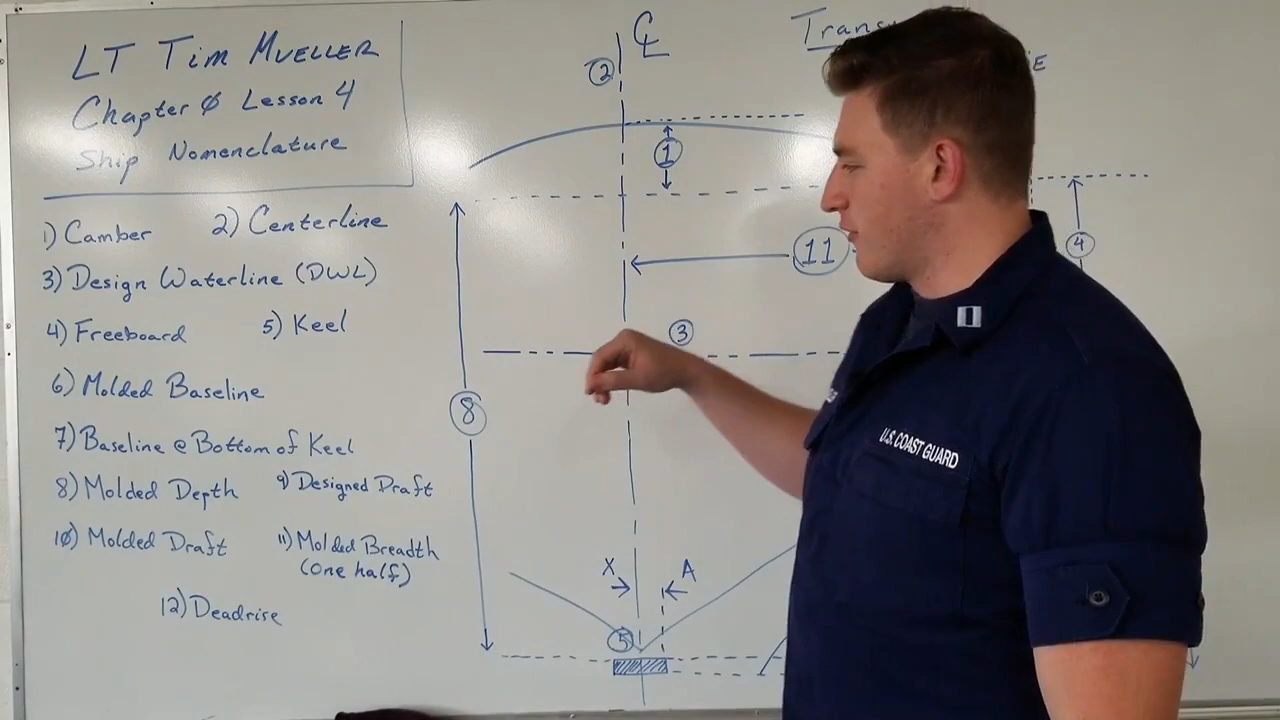 LT Tim Mueller
Chapter 0 Lesson 4
Ship Nomenclature
1) Camber
2) Centerline
3) Design Waterline (DWL)
4) Freeboard
5) Keel
6) Molded Baseline
7) Baseline @ Bottom of Keel
8) Molded Depth
9) Designed Draft
10) Molded Draft
11) Molded Breadth
(one half)
12) Deadrise
CL
2
1
11
3
8
4
X
A
5
E
U.S. COAST GUARD